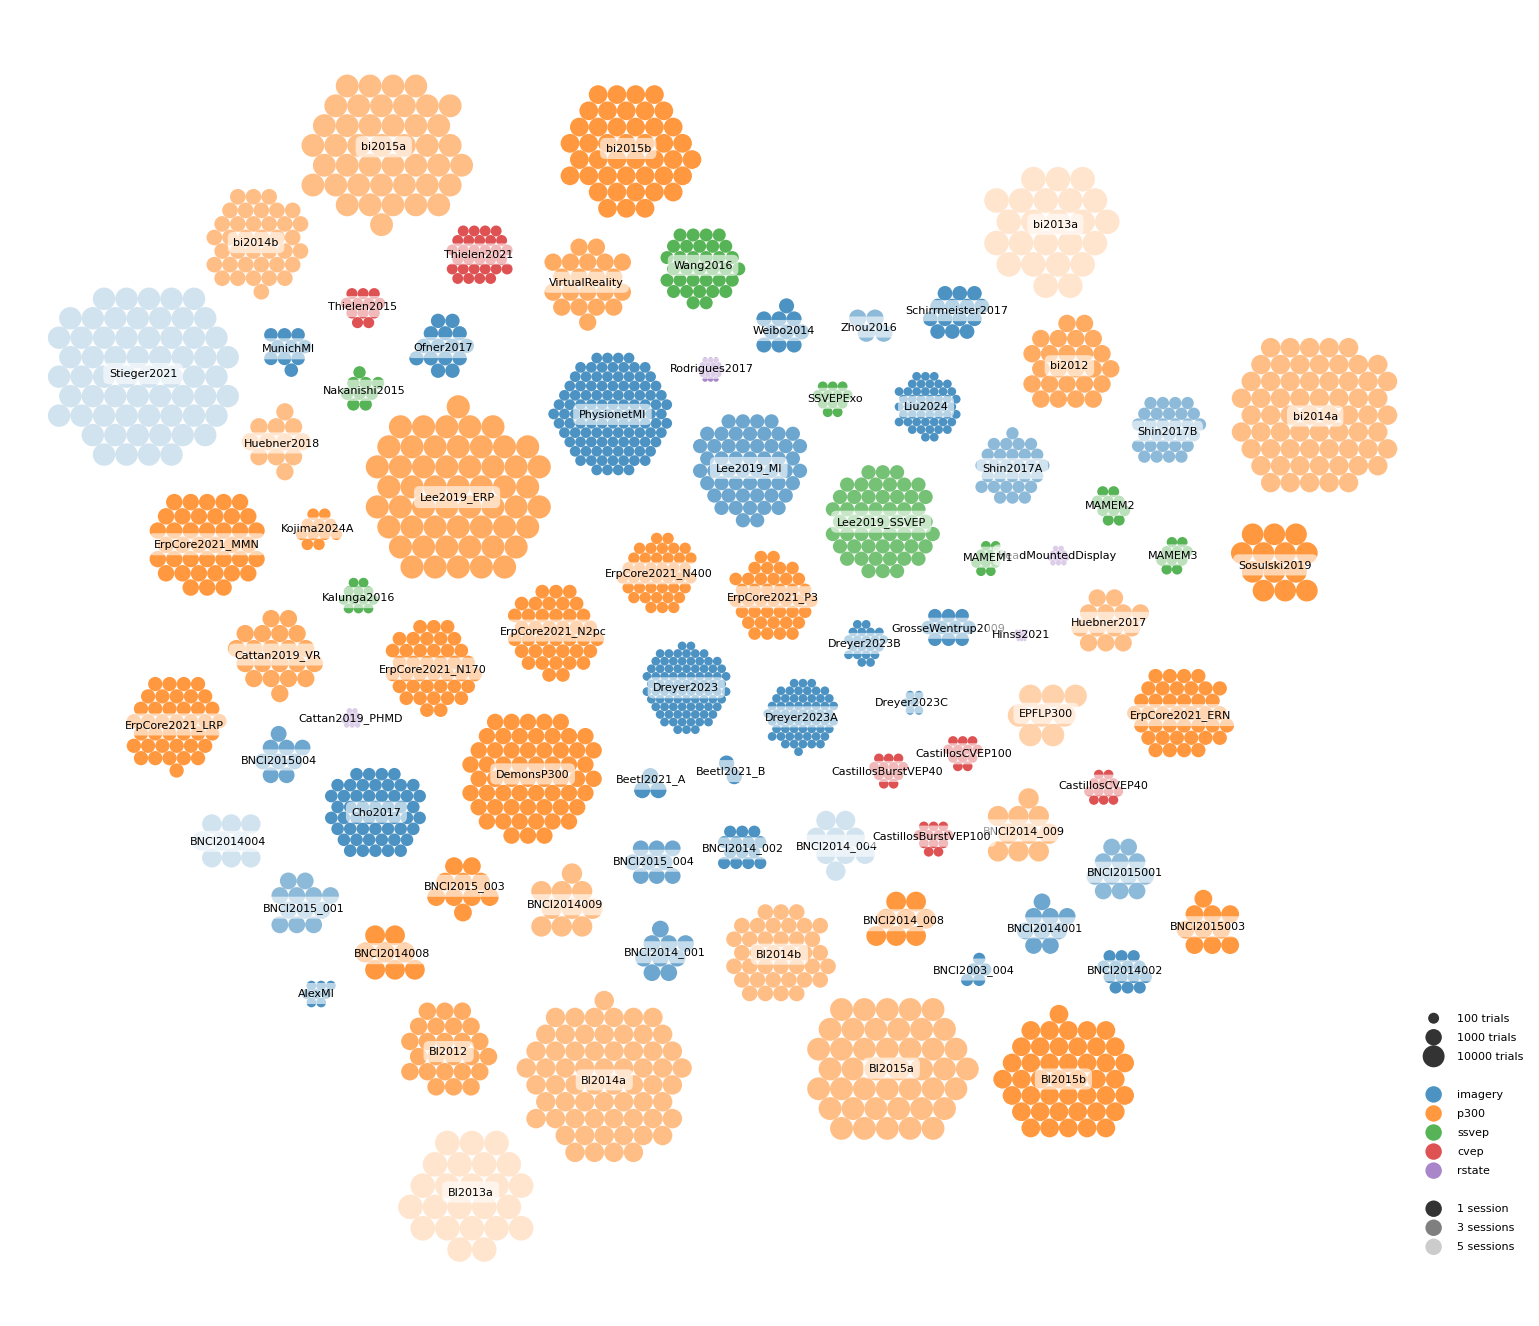 bi2015a
bi2015b
bi2013a
bi2014b
Thielen2021
Wang2016
VirtualReality
Thielen2015
Schirrmeister2017
Zhou2016
Weibo2014
MunichMI
Ofner2017
Stieger2021
Rodrigues2017
bi2012
Nakanishi2015
SSVEPExo
Liu2024
PhysionetMI
bi2014a
Shin2017B
Huebner2018
Lee2019_MI
Shin2017A
Lee2019_ERP
MAMEM2
Lee2019_SSVEP
Kojima2024A
ErpCore2021_MMN
MAMEM1
eadMountedDisplay
MAMEM3
Sosulski2019
ErpCore2021_N400
Kalunga2016
ErpCore2021_P3
Huebner2017
GrosseWentrup2009
Hinss2021
ErpCore2021_N2pc
Dreyer2023B
Cattan2019_VR
ErpCore2021_N170
Dreyer2023
Dreyer2023C
EPFLP300
ErpCore2021_ERN
Dreyer2023A
Cattan2019_PHMD
ErpCore2021_LRP
CastillosCVEP100
BNCI2015004
CastillosBurstVEP40
Beetl2021_B
DemonsP300
Beetl2021_A
CastillosCVEP40
Cho2017
BNCI2014_009
CastillosBurstVEP100
BNCI2014004
BNCI2014_004
BNCI2014_002
BNCI2015_004
BNCI2015001
BNCI2015_003
BNCI2014009
BNCI2015_001
BNCI2014_008
BNCI2015003
BNCI2014001
BNCI2014008
BNCI2014_001
BI2014b
BNCI2003_004
BNCI2014002
AlexMI
BI2012
BI2015a
BI2014a
BI2015b
BI2013a
100 trials
1000 trials
10000 trials
imagery
p300
ssvep
cvep
rstate
1 session
3 sessions
5 sessions